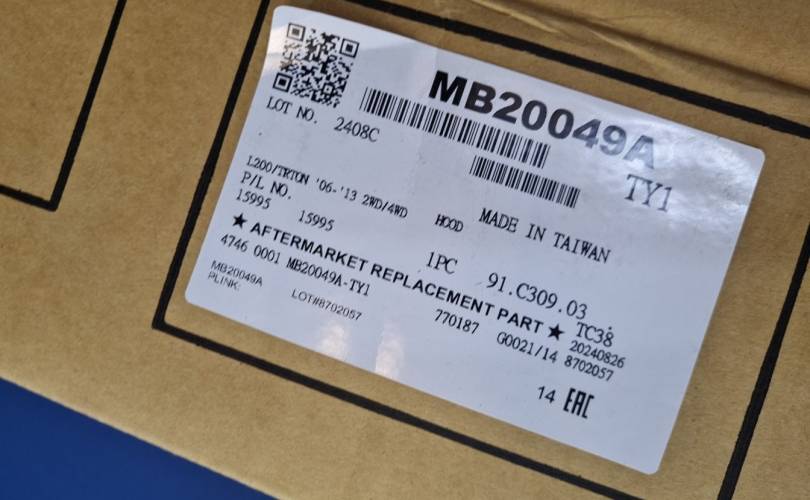 MB20049A
LOT NO. 2408C
TY1
L200/TRTON '06-'13 2WD/4WD HOOD MADE IN TAIWAN
P/L NO.
15995 15995 1PC 91.C309.03
★ AFTERMARKET REPLACEMENT PART ★ TC38
4746 0001 MB20049A-TY1 770187 G0021/14 20240826
MB20049A LOT#8702057 8702057
PLINK:
14 EAC